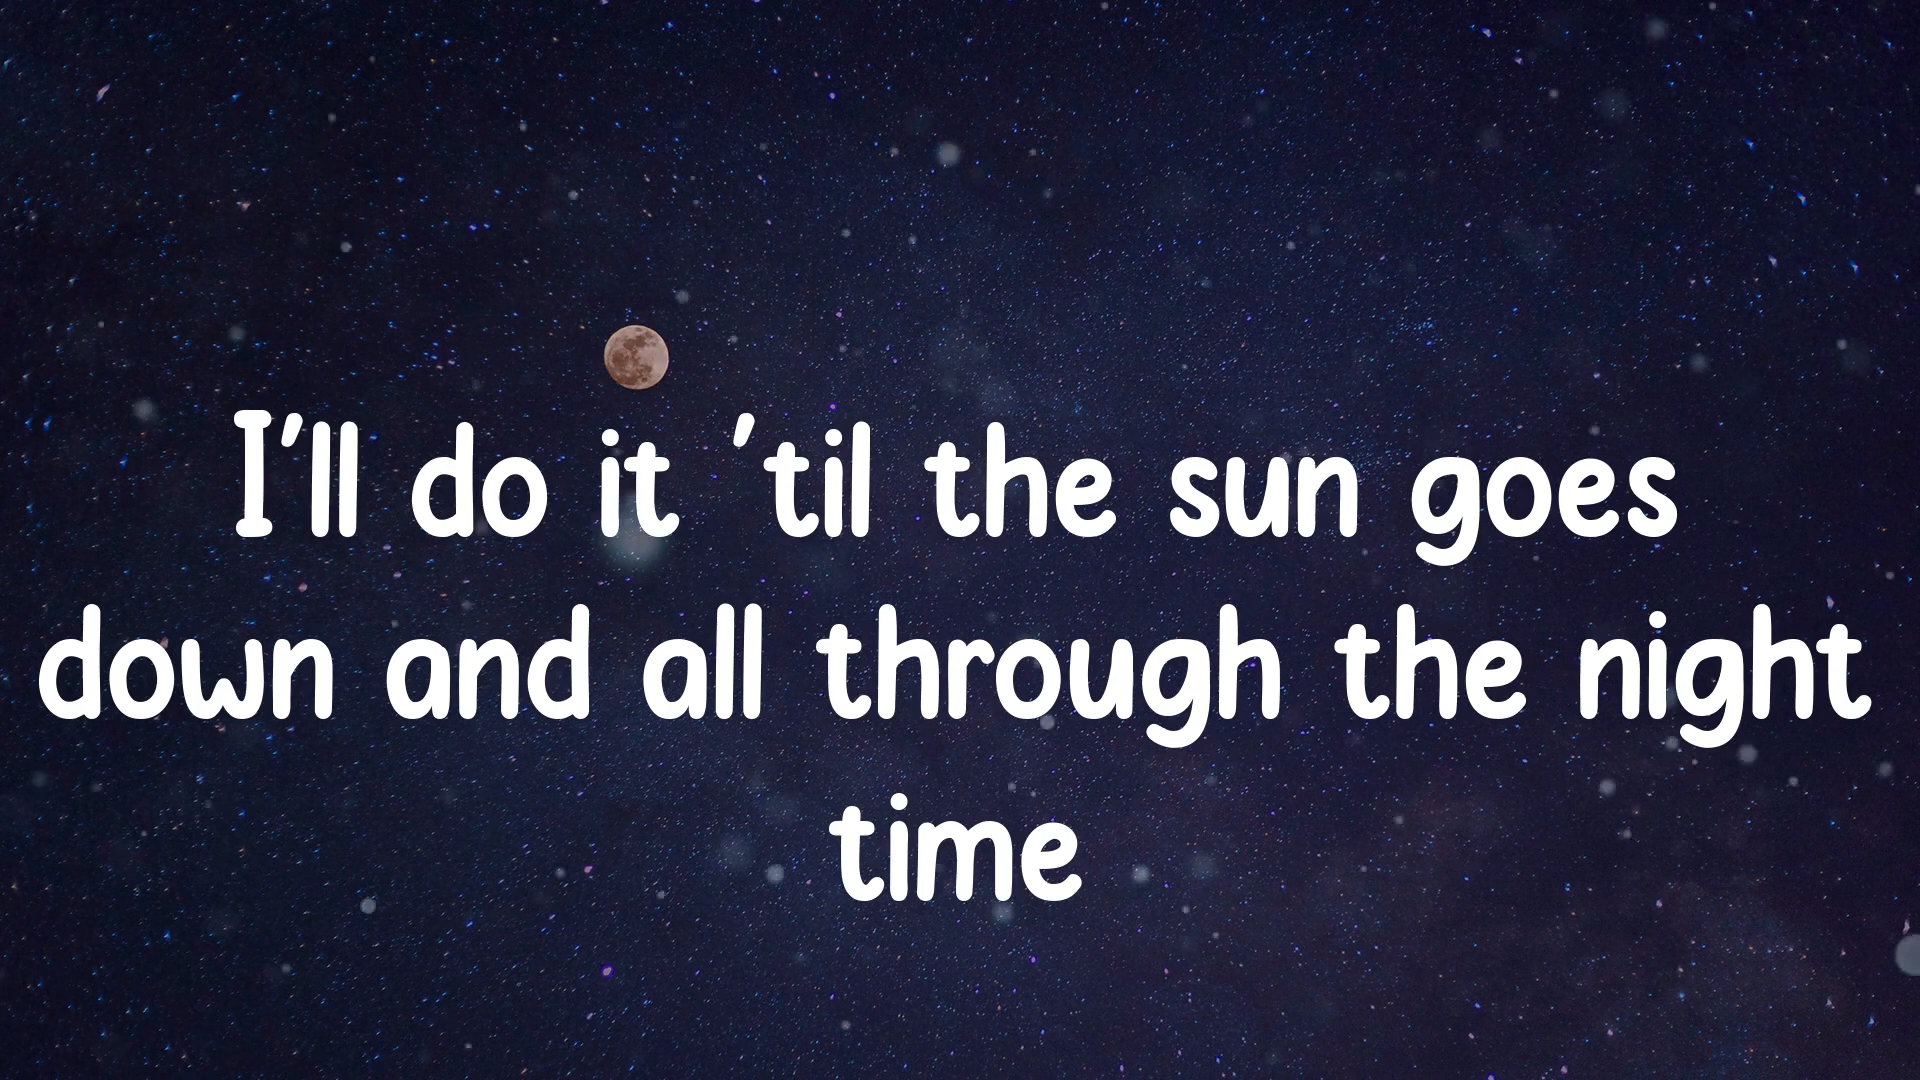 I'll do it 'til the sun goes
down and all through the night
time